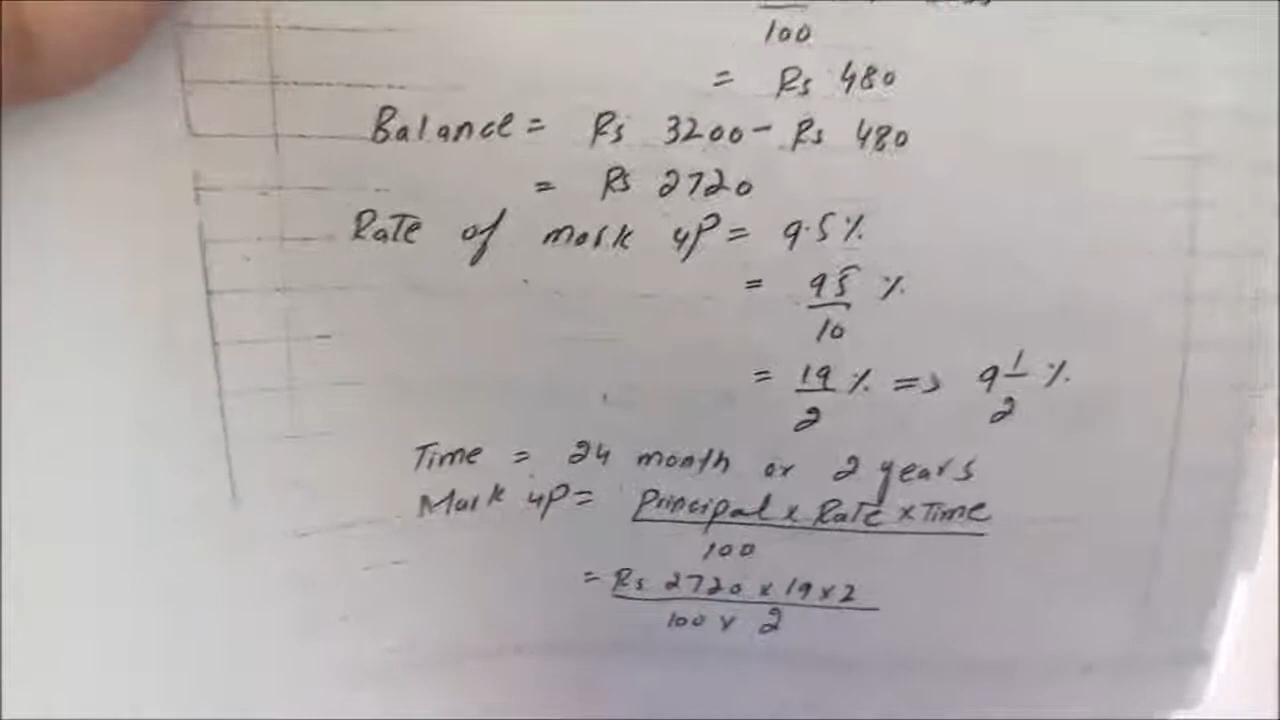 100
= Rs 480
Balance = Rs 3200 - Rs 480
= Rs 2720
Rate of mark up = 9.5 %
= 95/10 %
= 19/2 % => 9 1/2 %
Time = 24 month or 2 years
Mark up = Principal x Rate x Time
100
= Rs 2720 x 19 x 2
100 x 2